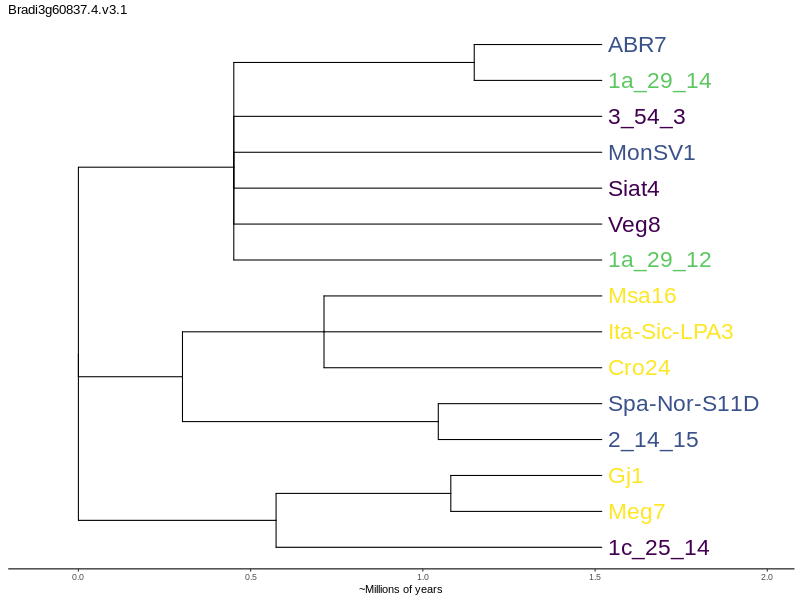 Bradi3g60837.4.v3.1
ABR7
1a_29_14
3_54_3
MonSV1
Siat4
Veg8
1a_29_12
Msa16
Ita-Sic-LPA3
Cro24
Spa-Nor-S11D
2_14_15
Gj1
Meg7
1c_25_14
0.0 0.5 1.0 1.5 2.0
~Millions of years